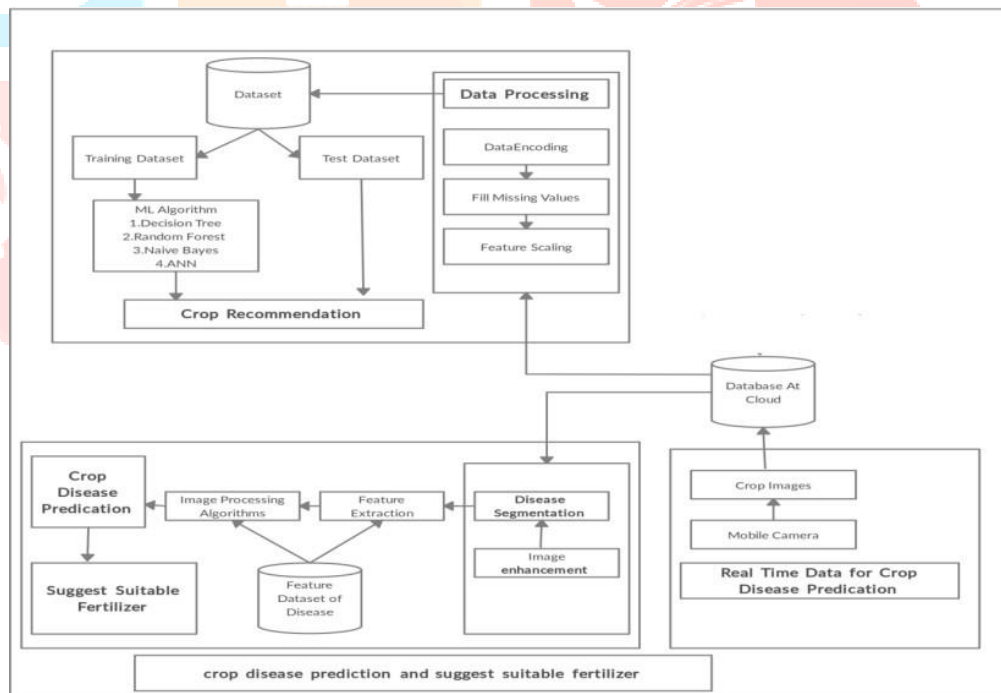 Dataset
Data Processing
Training Dataset
Test Dataset
DataEncoding
Fill Missing Values
Feature Scaling
ML Algorithm
1.Decision Tree
2.Random Forest
3.Naive Bayes
4.ANN
Crop Recommendation
Database At
Cloud
Crop
Disease
Predication
Image Processing
Algorithms
Feature
Extraction
Disease
Segmentation
Image
enhancement
Suggest Suitable
Fertilizer
Feature
Dataset of
Disease
Crop Images
Mobile Camera
Real Time Data for Crop
Disease Predication
crop disease prediction and suggest suitable fertilizer